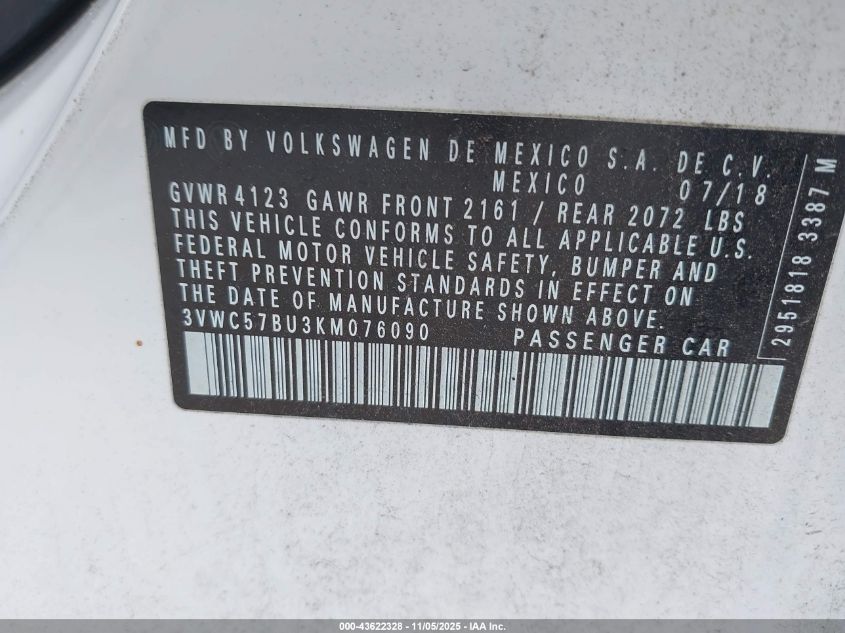 MFD BY VOLKSWAGEN DE MEXICO S.A. DE C.V.
MEXICO 07/18
GVWR 4123 GAWR FRONT 2161 / REAR 2072 LBS
THIS VEHICLE CONFORMS TO ALL APPLICABLE U.S.
FEDERAL MOTOR VEHICLE SAFETY, BUMPER AND
THEFT PREVENTION STANDARDS IN EFFECT ON
THE DATE OF MANUFACTURE SHOWN ABOVE.
3VWC57BU3KM076090 PASSENGER CAR
2951818 3387 M
000-43622328 - 11/05/2025 - IAA Inc.